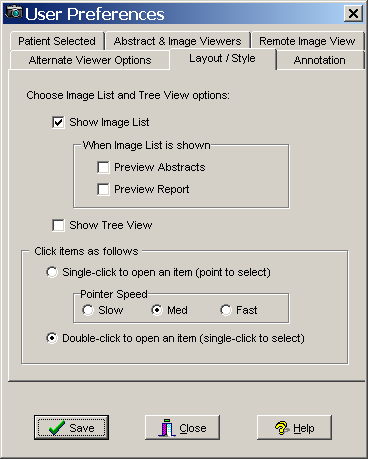 User Preferences
Patient Selected
Abstract & Image Viewers
Remote Image View
Alternate Viewer Options
Layout / Style
Annotation
Choose Image List and Tree View options:
Show Image List
When Image List is shown
Preview Abstracts
Preview Report
Show Tree View
Click items as follows
Single-click to open an item (point to select)
Pointer Speed
Slow
Med
Fast
Double-click to open an item (single-click to select)
Save
Close
Help